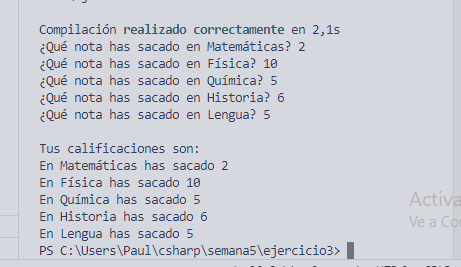 Compilación realizado correctamente en 2,1s
¿Qué nota has sacado en Matemáticas? 2
¿Qué nota has sacado en Física? 10
¿Qué nota has sacado en Química? 5
¿Qué nota has sacado en Historia? 6
¿Qué nota has sacado en Lengua? 5
Tus calificaciones son:
En Matemáticas has sacado 2
En Física has sacado 10
En Química has sacado 5
En Historia has sacado 6
En Lengua has sacado 5
PS C:\Users\Paul\csharp\semana5\ejercicio3>
Activa
Ve a Con